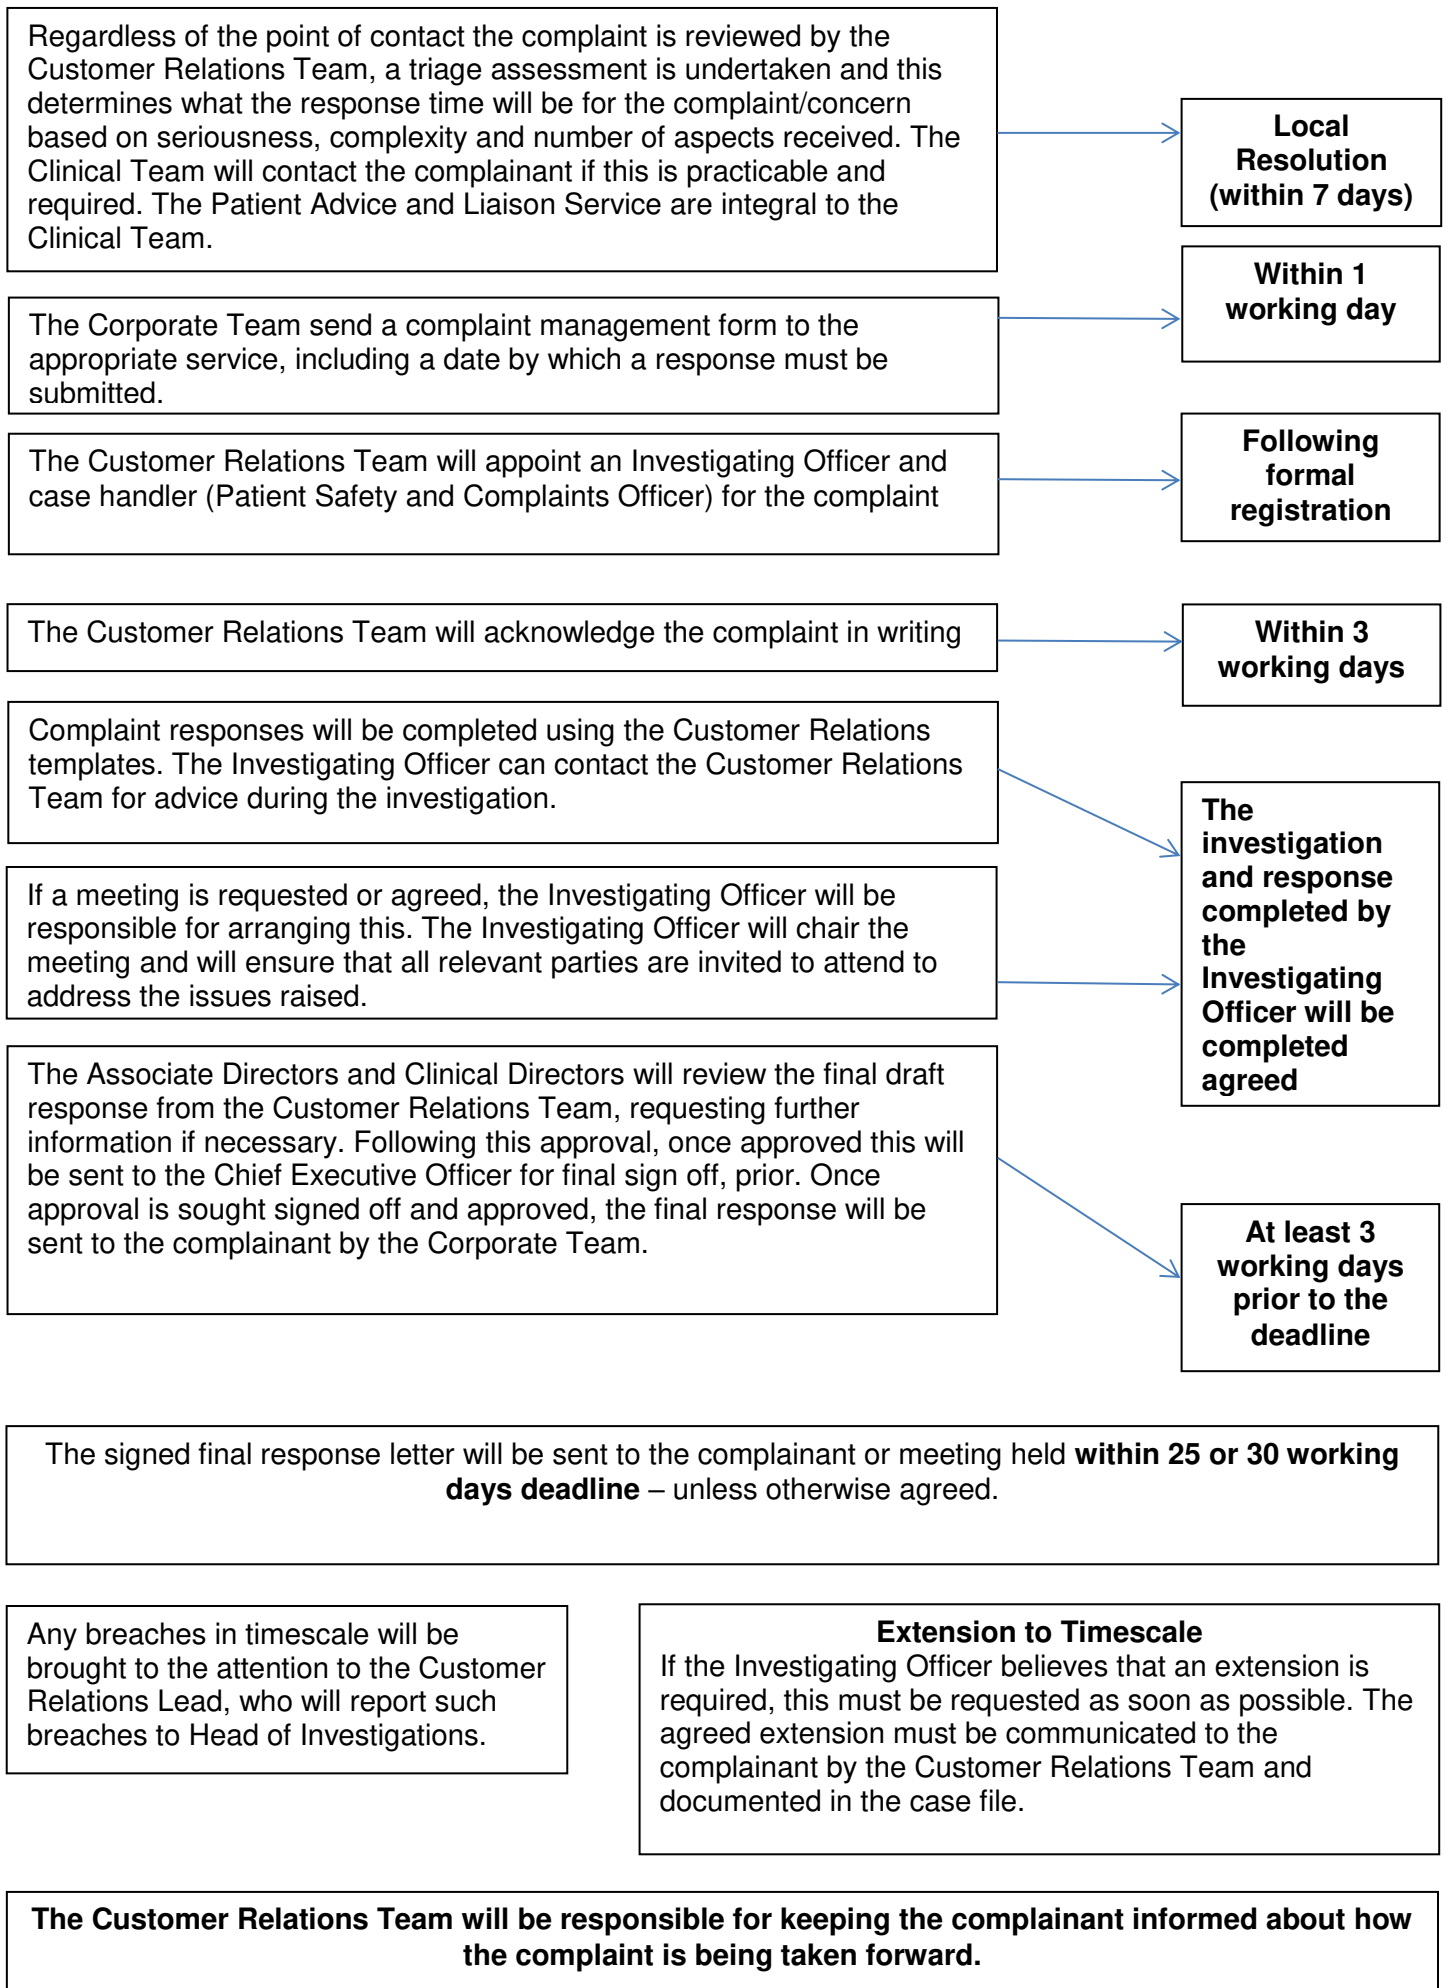 Regardless of the point of contact the complaint is reviewed by the
Customer Relations Team, a triage assessment is undertaken and this
determines what the response time will be for the complaint/concern
based on seriousness, complexity and number of aspects received. The
Clinical Team will contact the complainant if this is practicable and
required. The Patient Advice and Liaison Service are integral to the
Clinical Team.
Local
Resolution
(within 7 days)
The Corporate Team send a complaint management form to the
appropriate service, including a date by which a response must be
submitted.
Within 1
working day
The Customer Relations Team will appoint an Investigating Officer and
case handler (Patient Safety and Complaints Officer) for the complaint
Following
formal
registration
The Customer Relations Team will acknowledge the complaint in writing
Within 3
working days
Complaint responses will be completed using the Customer Relations
templates. The Investigating Officer can contact the Customer Relations
Team for advice during the investigation.
If a meeting is requested or agreed, the Investigating Officer will be
responsible for arranging this. The Investigating Officer will chair the
meeting and will ensure that all relevant parties are invited to attend to
address the issues raised.
The
investigation
and response
completed by
the
Investigating
Officer will be
completed
agreed
The Associate Directors and Clinical Directors will review the final draft
response from the Customer Relations Team, requesting further
information if necessary. Following this approval, once approved this will
be sent to the Chief Executive Officer for final sign off, prior. Once
approval is sought signed off and approved, the final response will be
sent to the complainant by the Corporate Team.
At least 3
working days
prior to the
deadline
The signed final response letter will be sent to the complainant or meeting held within 25 or 30 working
days deadline – unless otherwise agreed.
Any breaches in timescale will be
brought to the attention to the Customer
Relations Lead, who will report such
breaches to Head of Investigations.
Extension to Timescale
If the Investigating Officer believes that an extension is
required, this must be requested as soon as possible. The
agreed extension must be communicated to the
complainant by the Customer Relations Team and
documented in the case file.
The Customer Relations Team will be responsible for keeping the complainant informed about how
the complaint is being taken forward.